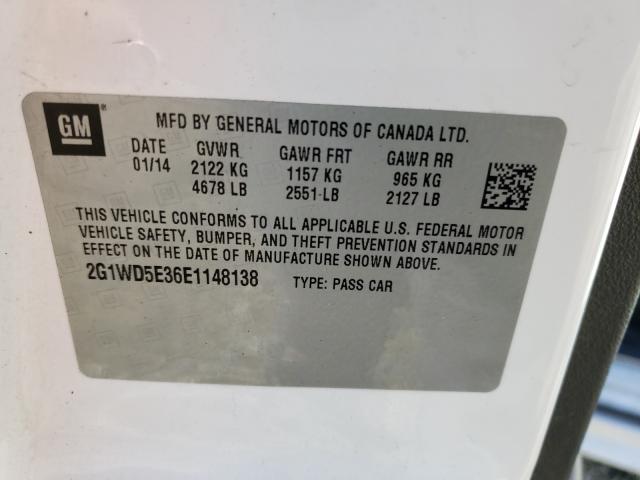 GM
MFD BY GENERAL MOTORS OF CANADA LTD.
DATE GVWR GAWR FRT GAWR RR
01/14 2122 KG 1157 KG 965 KG
4678 LB 2551 LB 2127 LB
THIS VEHICLE CONFORMS TO ALL APPLICABLE U.S. FEDERAL MOTOR
VEHICLE SAFETY, BUMPER, AND THEFT PREVENTION STANDARDS IN
EFFECT ON THE DATE OF MANUFACTURE SHOWN ABOVE.
2G1WD5E36E1148138 TYPE: PASS CAR